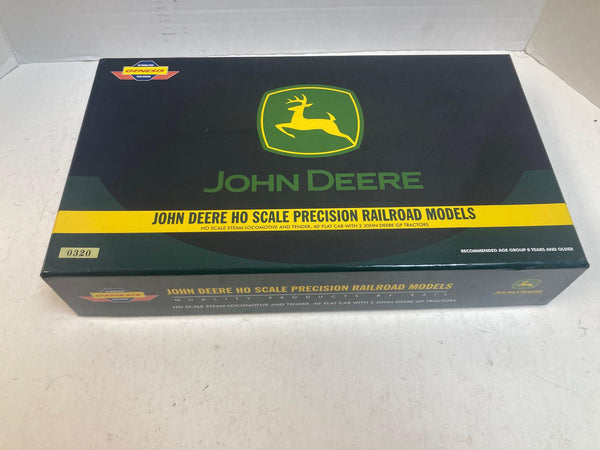 GENESIS
JOHN DEERE
JOHN DEERE HO SCALE PRECISION RAILROAD MODELS
HO SCALE STEAM LOCOMOTIVE AND TENDER, 40' FLAT CAR WITH 2 JOHN DEERE GP TRACTORS
0320
RECOMMENDED AGE GROUP 8 YEARS AND OLDER
GENESIS
JOHN DEERE HO SCALE PRECISION RAILROAD MODELS
QUALITY PRODUCTS BY RAIL
HO SCALE STEAM LOCOMOTIVE AND TENDER, 40' FLAT CAR WITH 2 JOHN DEERE GP TRACTORS
JOHN DEERE